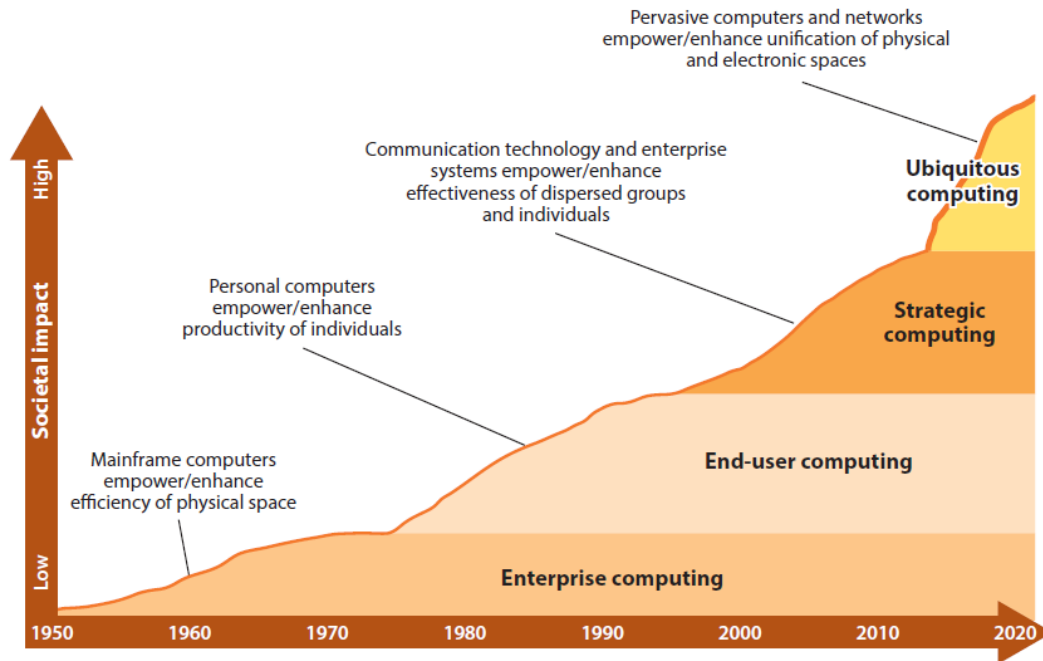 Pervasive computers and networks
empower/enhance unification of physical
and electronic spaces
Communication technology and enterprise
systems empower/enhance
effectiveness of dispersed groups
and individuals
Personal computers
empower/enhance
productivity of individuals
Mainframe computers
empower/enhance
efficiency of physical space
High
Societal impact
Low
Ubiquitous
computing
Strategic
computing
End-user computing
Enterprise computing
1950 1960 1970 1980 1990 2000 2010 2020